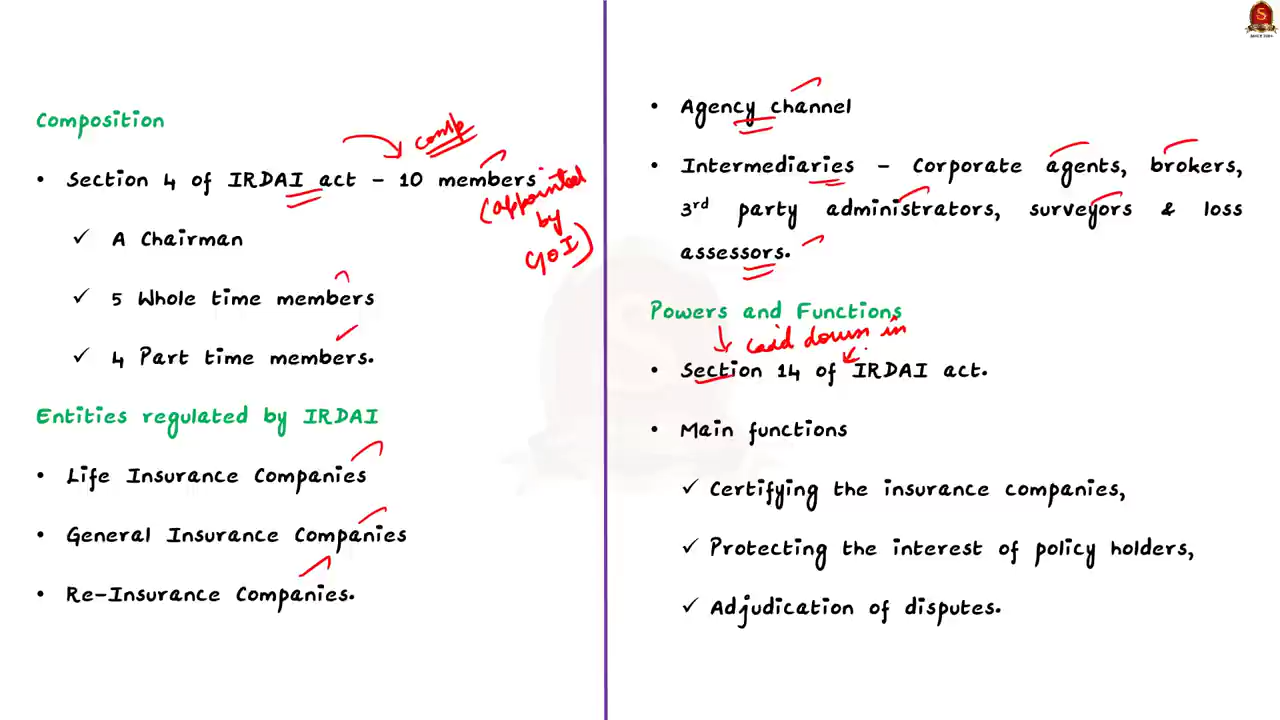 Composition
comp
• Section 4 of IRDAI act - 10 members
(appointed
by
GOI)
✓ A Chairman
✓ 5 Whole time members
✓ 4 Part time members.
Entities regulated by IRDAI
• Life Insurance Companies
• General Insurance Companies
• Re-Insurance Companies.
• Agency channel
• Intermediaries - Corporate agents, brokers,
3rd party administrators, surveyors & loss
assessors.
Powers and Functions
laid down in
• Section 14 of IRDAI act.
• Main functions
✓ Certifying the insurance companies,
✓ Protecting the interest of policy holders,
✓ Adjudication of disputes.